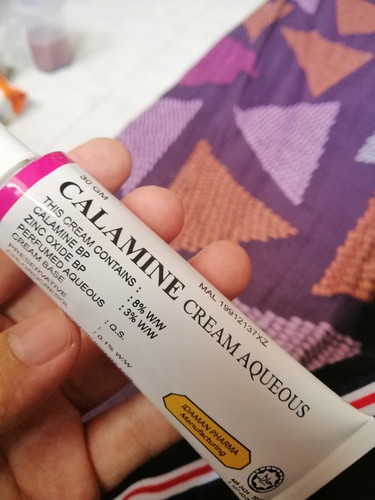 30 GM
CALAMINE CREAM AQUEOUS
MAL 19912137XZ
THIS CREAM CONTAINS :
CALAMINE BP : 8% W/W
ZINC OXIDE BP : 3% W/W
PERFUMED AQUEOUS
CREAM BASE : Q.S.
PRESERVATIVE
: 0.1% W/W
IDAMAN PHARMA
Manufacturing